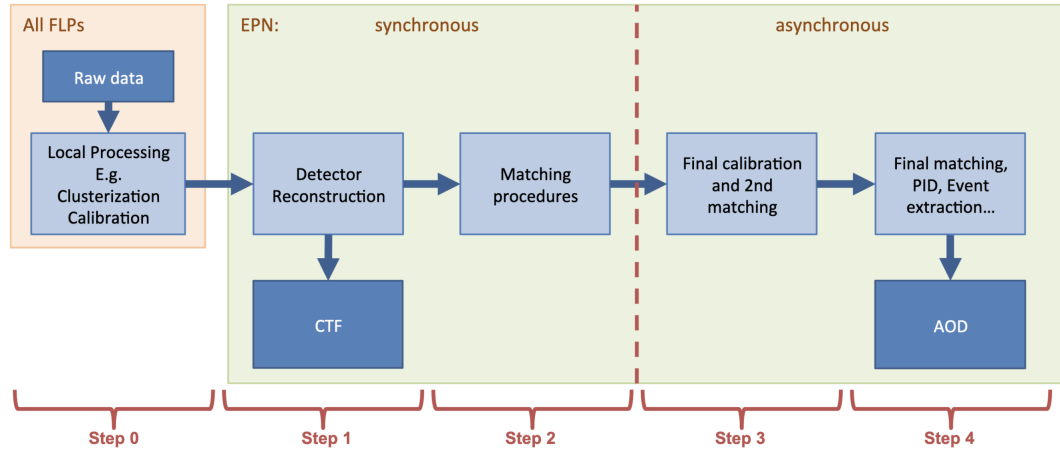 All FLPs
EPN:
synchronous
asynchronous
Raw data
Local Processing
E.g.
Clusterization
Calibration
Detector
Reconstruction
Matching
procedures
Final calibration
and 2nd
matching
Final matching,
PID, Event
extraction...
CTF
AOD
Step 0
Step 1
Step 2
Step 3
Step 4